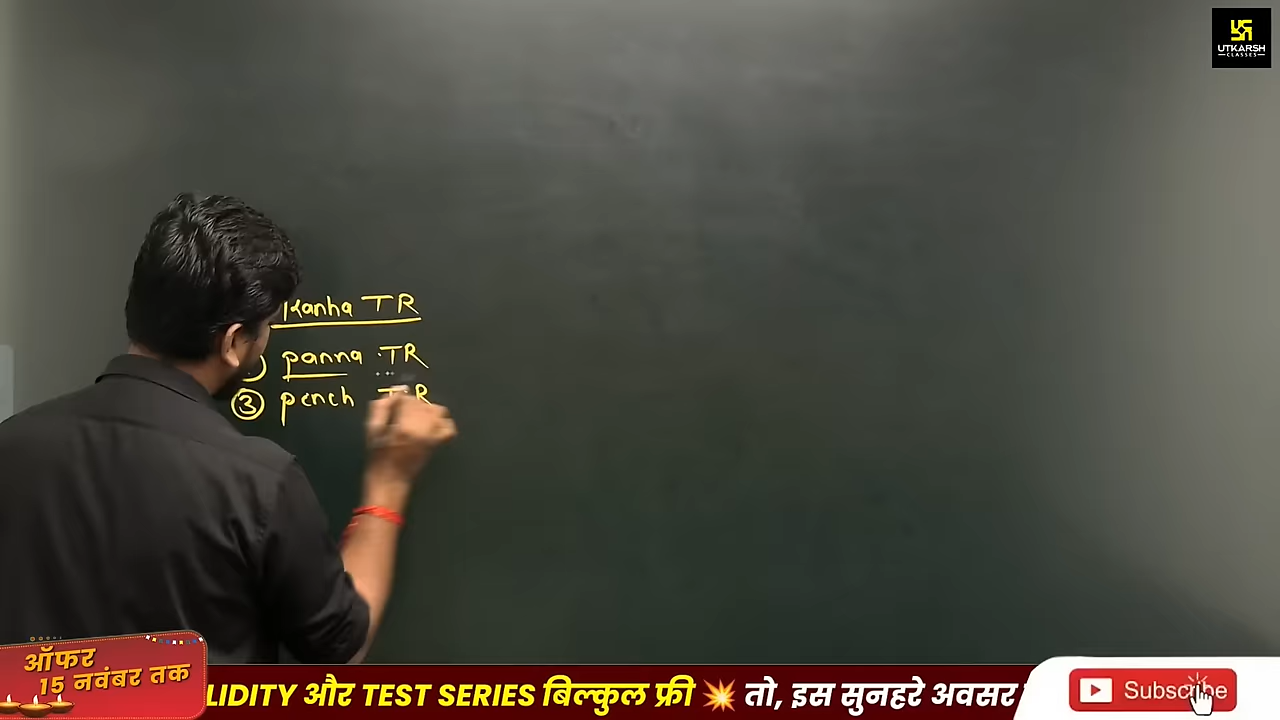 UTKARSH
CLASSES
Kanha TR
panna TR
③ pench TR
ऑफर
15 नवंबर तक
LIDITY और TEST SERIES बिल्कुल फ्री 💥 तो, इस सुनहरे अवसर
Subscribe